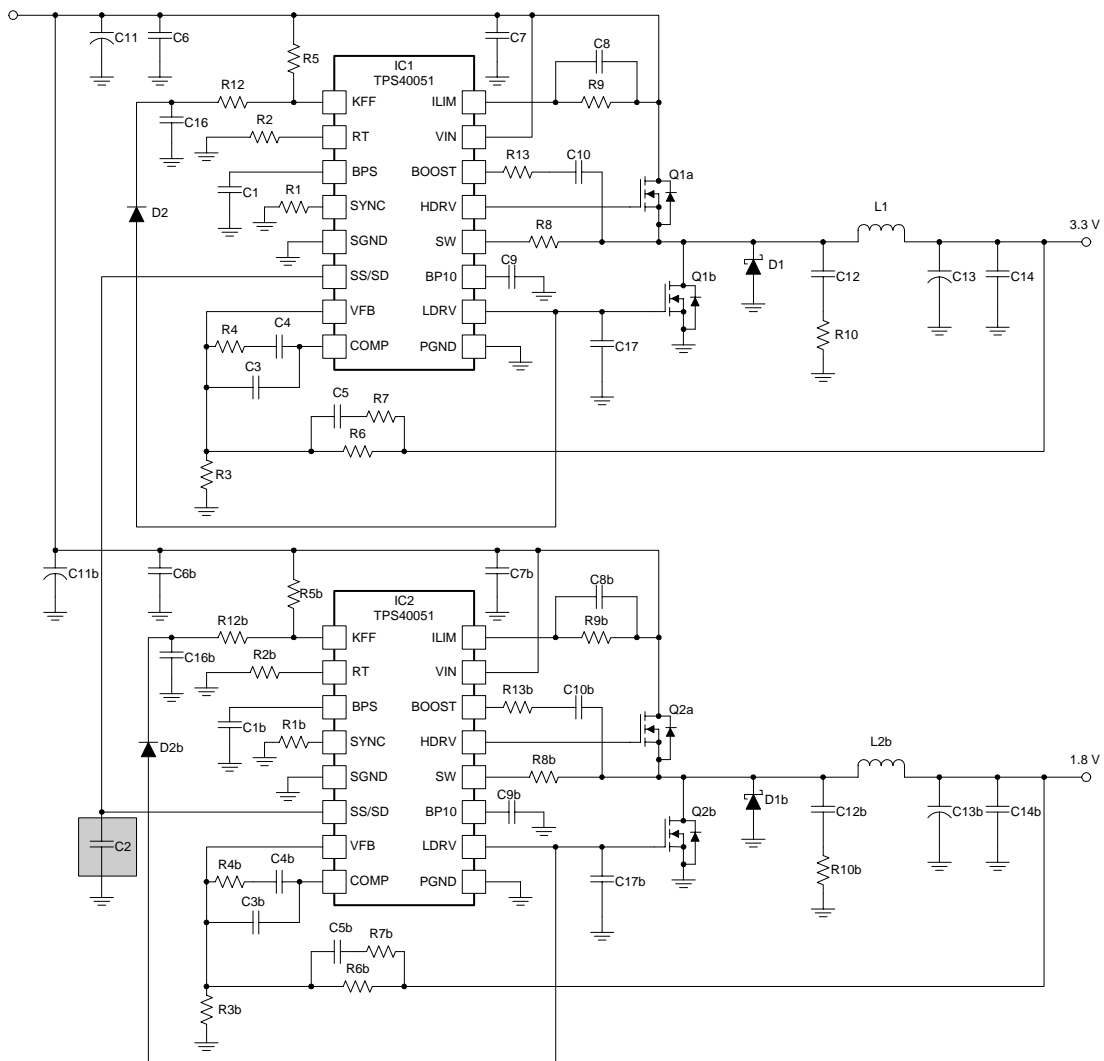 C11
C6
R5
C7
C8
IC1
TPS40051
R12
R9
KFF
ILIM
C16
R2
RT
VIN
R13
C10
BPS
BOOST
Q1a
C1
R1
SYNC
HDRV
D2
L1
R8
3.3 V
SGND
SW
C9
D1
SS/SD
BP10
Q1b
C12
C13
C14
VFB
LDRV
R4
C4
R10
COMP
PGND
C17
C3
C5
R7
R6
R3
C11b
C6b
C7b
R5b
C8b
IC2
TPS40051
R12b
R9b
KFF
ILIM
C16b
R2b
RT
VIN
R13b
C10b
BPS
BOOST
Q2a
C1b
R1b
SYNC
HDRV
D2b
L2b
R8b
1.8 V
SGND
SW
C9b
D1b
SS/SD
BP10
Q2b
C12b
C13b
C14b
C2
VFB
LDRV
R4b
C4b
R10b
COMP
PGND
C17b
C3b
C5b
R7b
R6b
R3b